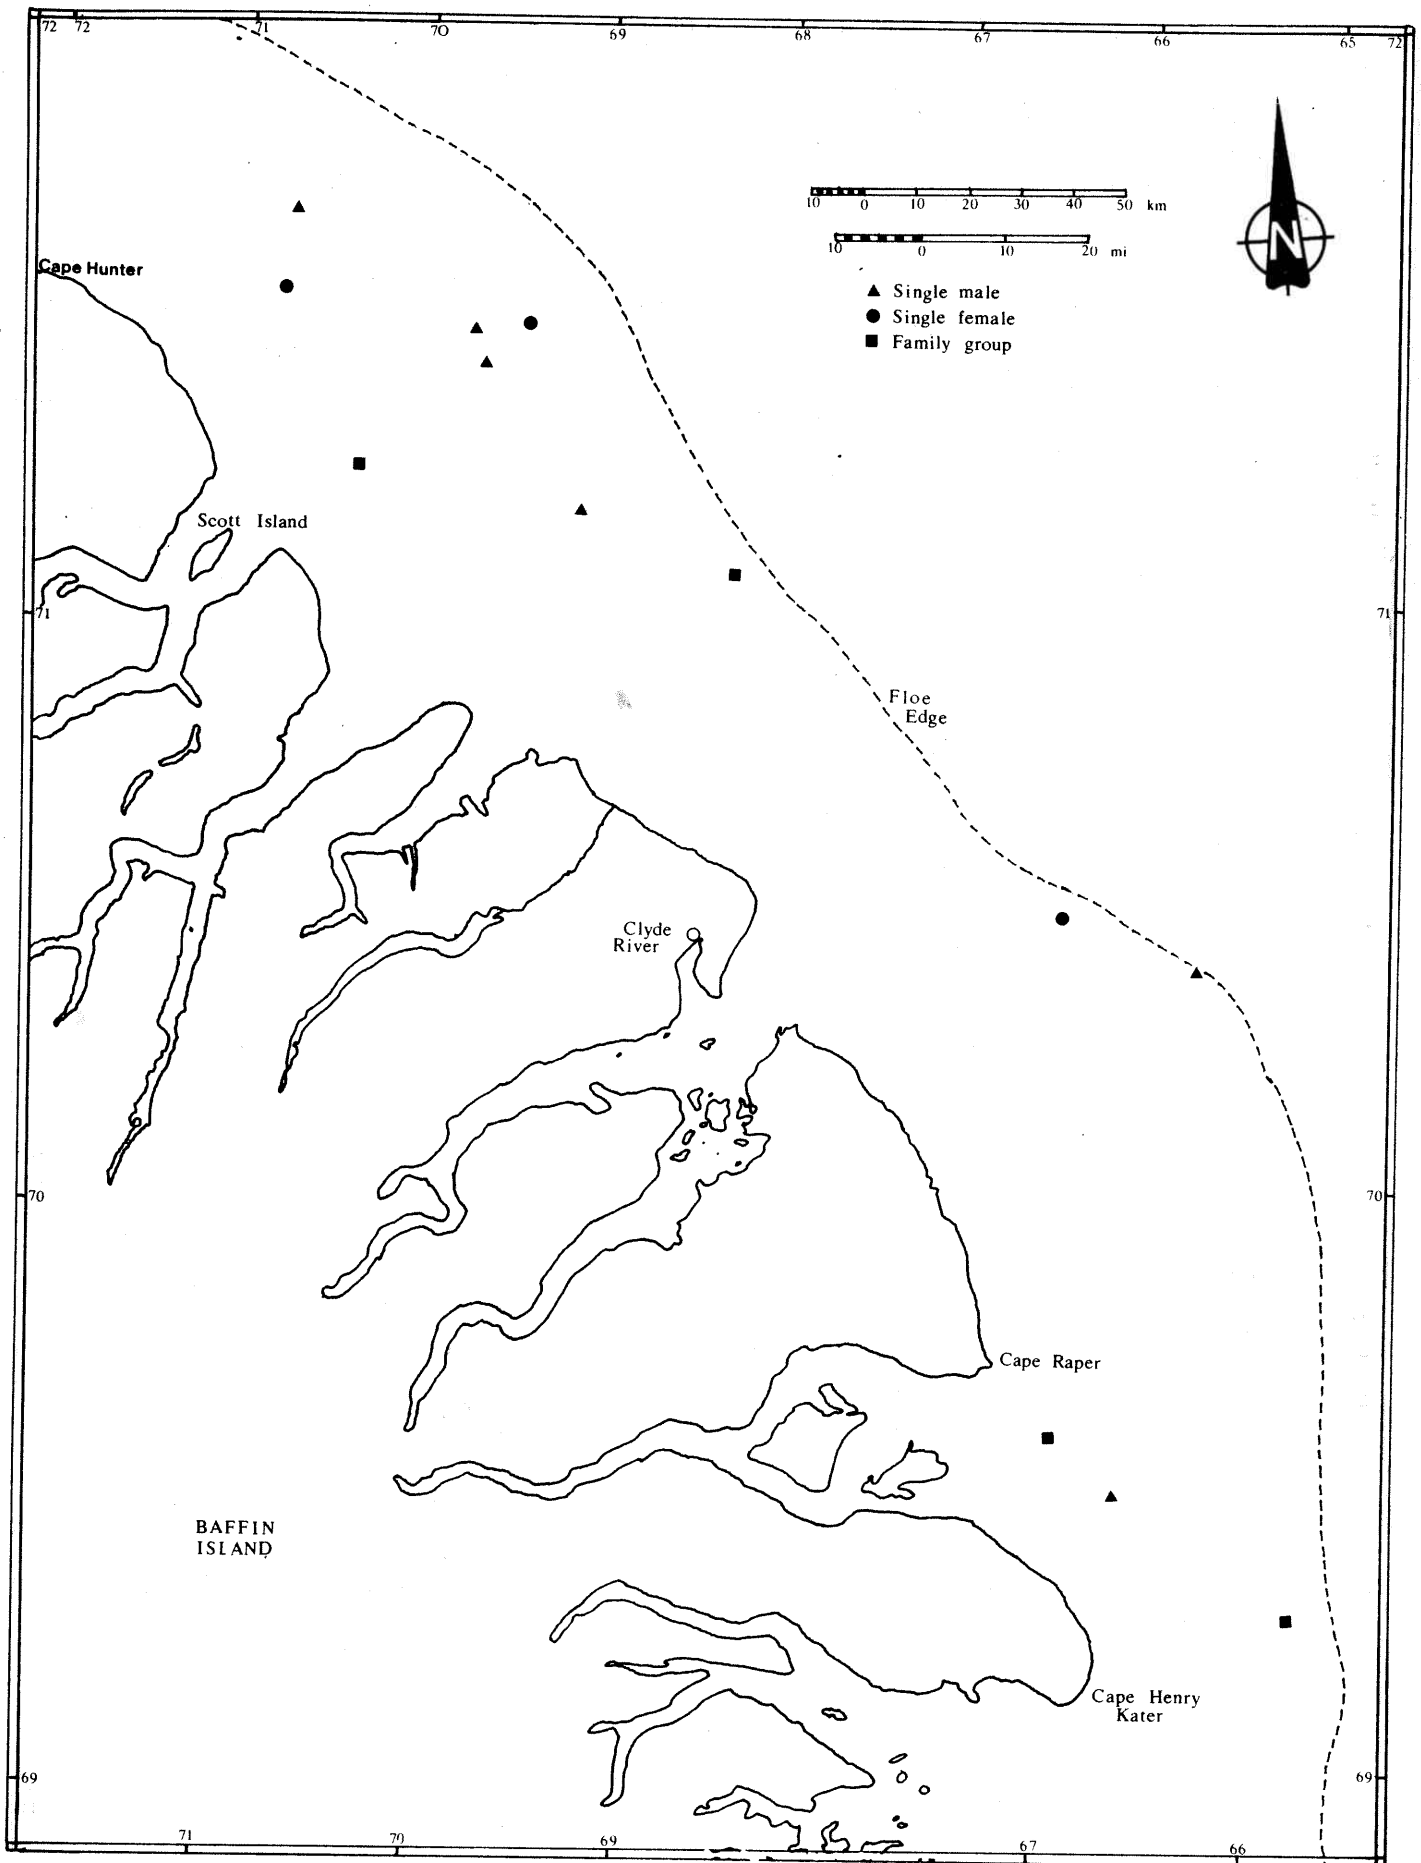 72 72 71 70 69 68 67 66 65 72
10 0 10 20 30 40 50 km
10 0 10 20 mi
N
Cape Hunter
Single male
Single female
Family group
Scott Island
71 71
Floe
Edge
Clyde
River
70 70
Cape Raper
BAFFIN
ISLAND
Cape Henry
Kater
69 69
71 70 69 67 66